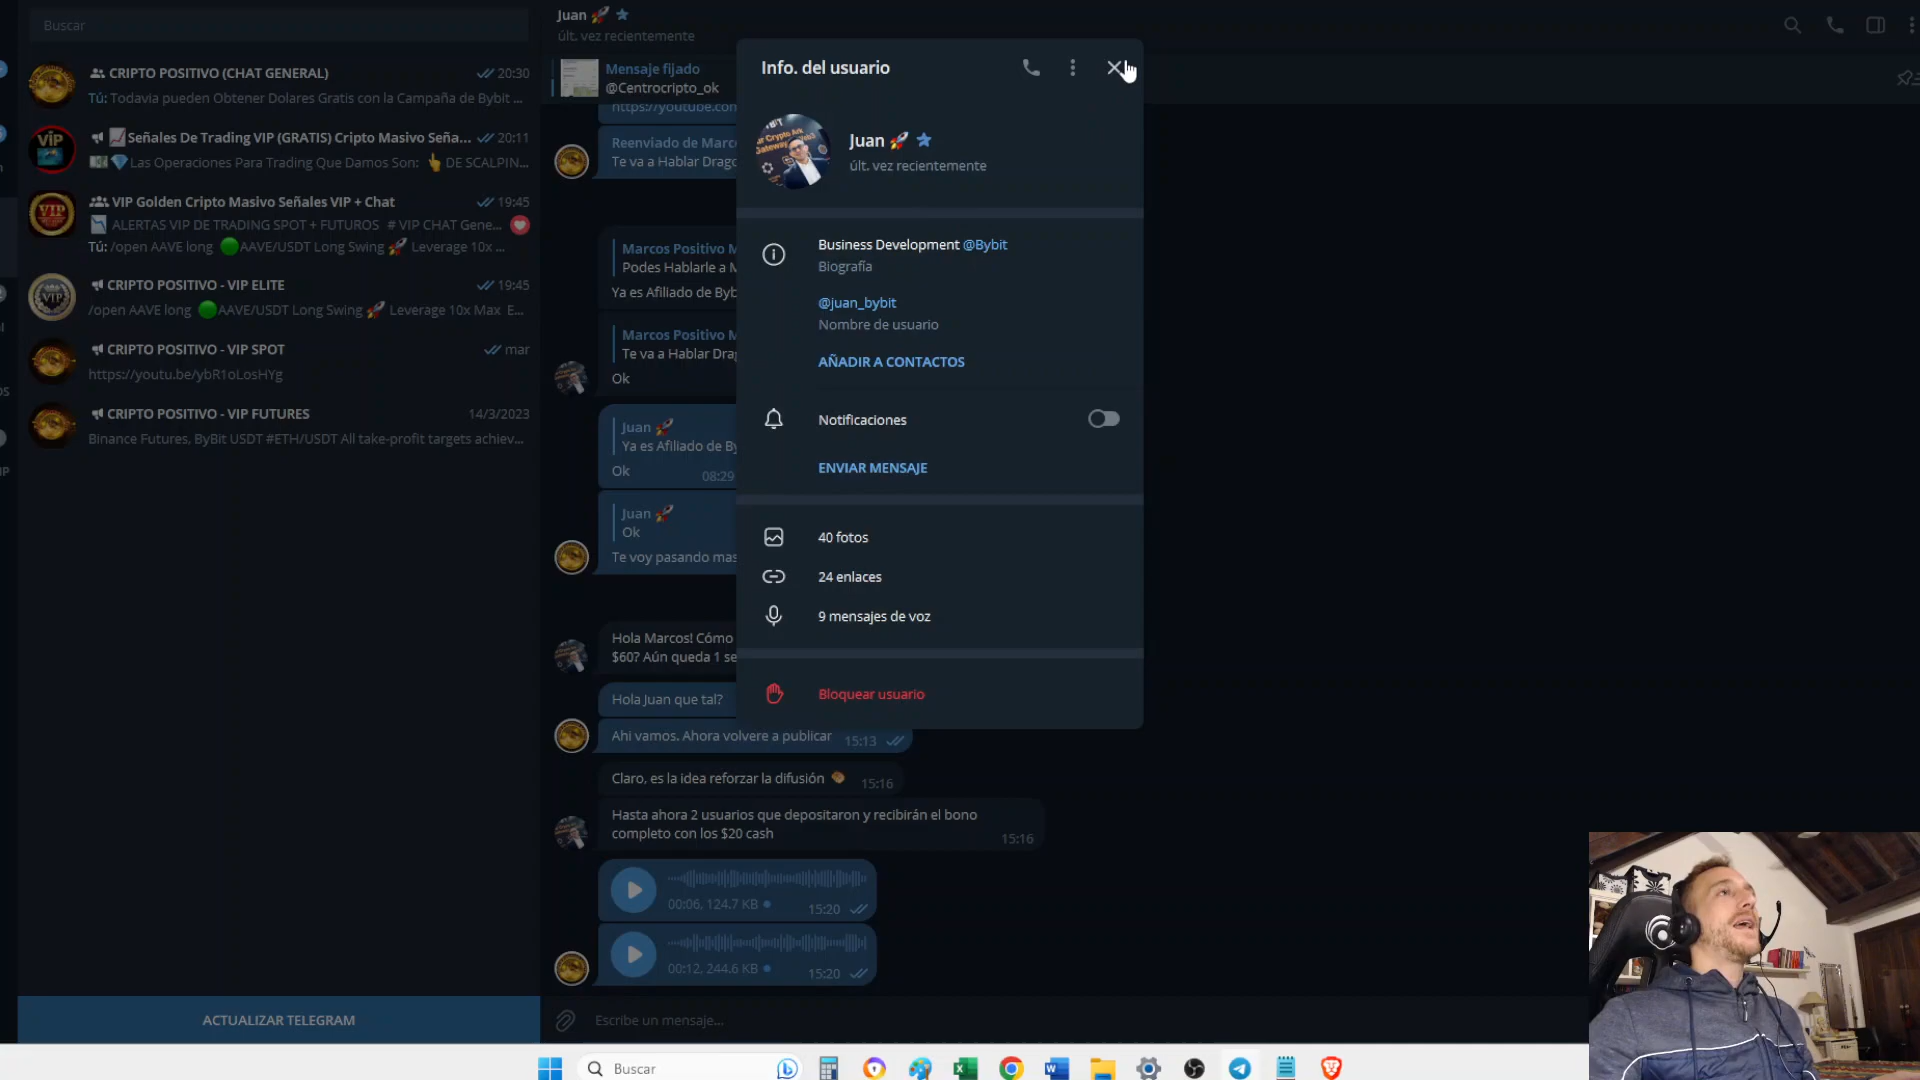 Buscar
CRIPTO POSITIVO (CHAT GENERAL)
20:30
Tú: Todavia pueden Obtener Dolares Gratis con la Campaña de Bybit ...
Señales De Trading VIP (GRATIS) Cripto Masivo Seña...
20:11
Las Operaciones Para Trading Que Damos Son: 👆 DE SCALPIN...
VIP Golden Cripto Masivo Señales VIP + Chat
19:45
ALERTAS VIP DE TRADING SPOT + FUTUROS # VIP CHAT Gene...
Tú: /open AAVE long 🟢AAVE/USDT Long Swing 🚀 Leverage 10x ...
CRIPTO POSITIVO - VIP ELITE
19:45
/open AAVE long 🟢AAVE/USDT Long Swing 🚀 Leverage 10x Max E...
CRIPTO POSITIVO - VIP SPOT
mar
https://youtu.be/ybR1oLosHYg
CRIPTO POSITIVO - VIP FUTURES
14/3/2023
Binance Futures, ByBit USDT #ETH/USDT All take-profit targets achiev...
ACTUALIZAR TELEGRAM
Juan 🚀
últ. vez recientemente
Mensaje fijado
@Centrocripto_ok
https://youtube.con
Reenviado de Marc
Te va a Hablar Drago
Marcos Positivo M
Podes Hablarle a M
Ya es Afiliado de Byb
Marcos Positivo M
Te va a Hablar Dra
Ok
Juan 🚀
Ya es Afiliado de By
Ok
08:29
Juan 🚀
Ok
Te voy pasando mas
Hola Marcos! Cómo
$60? Aún queda 1 se
Hola Juan que tal?
Ahi vamos. Ahora volvere a publicar
15:13
Claro, es la idea reforzar la difusión
15:16
Hasta ahora 2 usuarios que depositaron y recibirán el bono
completo con los $20 cash
15:16
00:06, 124.7 KB
15:20
00:12, 244.6 KB
15:20
Escribe un mensaje...
Info. del usuario
Juan 🚀
últ. vez recientemente
Business Development @Bybit
Biografía
@juan_bybit
Nombre de usuario
AÑADIR A CONTACTOS
Notificaciones
ENVIAR MENSAJE
40 fotos
24 enlaces
9 mensajes de voz
Bloquear usuario
Buscar